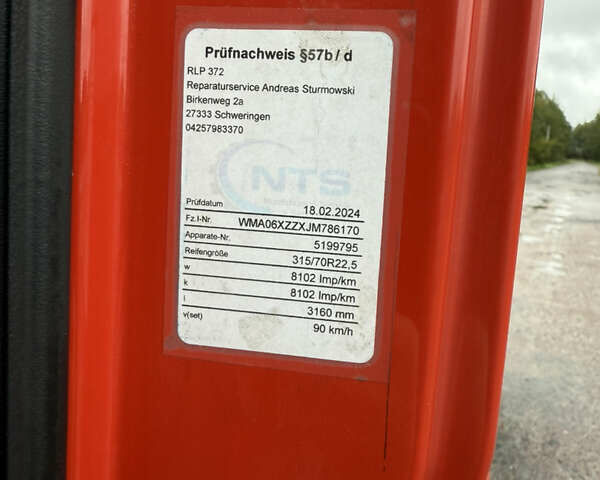 Prüfnachweis §57b / d
RLP 372
Reparaturservice Andreas Sturmowski
Birkenweg 2a
27333 Schweringen
04257983370
NTS
Prüfdatum 18.02.2024
Fz.I-Nr. WMA06XZZXJM786170
Apparate-Nr. 5199795
Reifengröße 315/70R22,5
w 8102 Imp/km
k 8102 Imp/km
l 3160 mm
v(set) 90 km/h